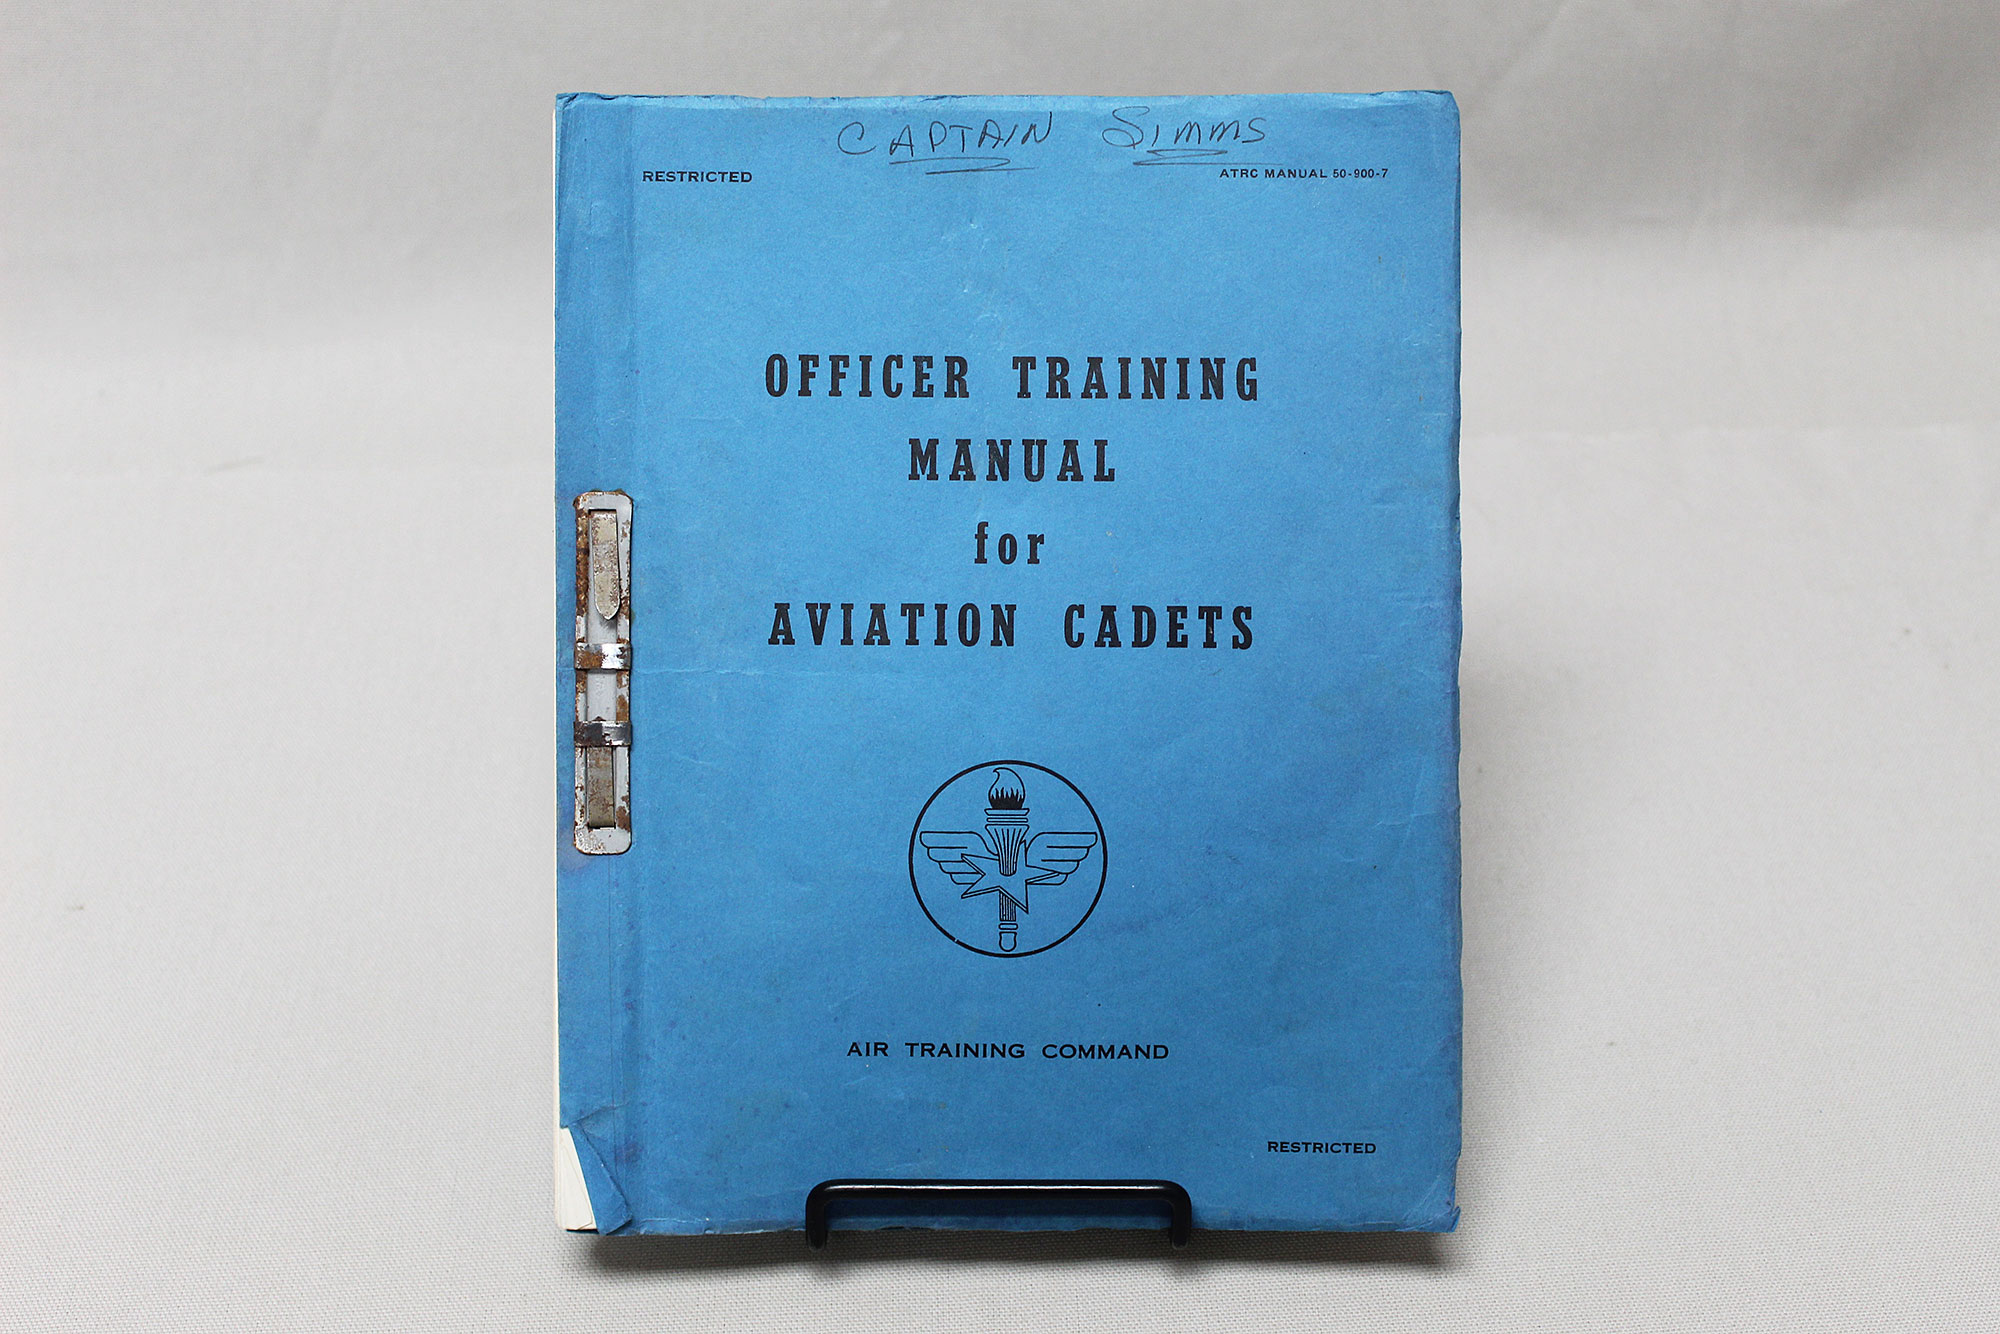 CAPTAIN SIMMS
RESTRICTED
ATRC MANUAL 50-900-7
OFFICER TRAINING
MANUAL
for
AVIATION CADETS
AIR TRAINING COMMAND
RESTRICTED